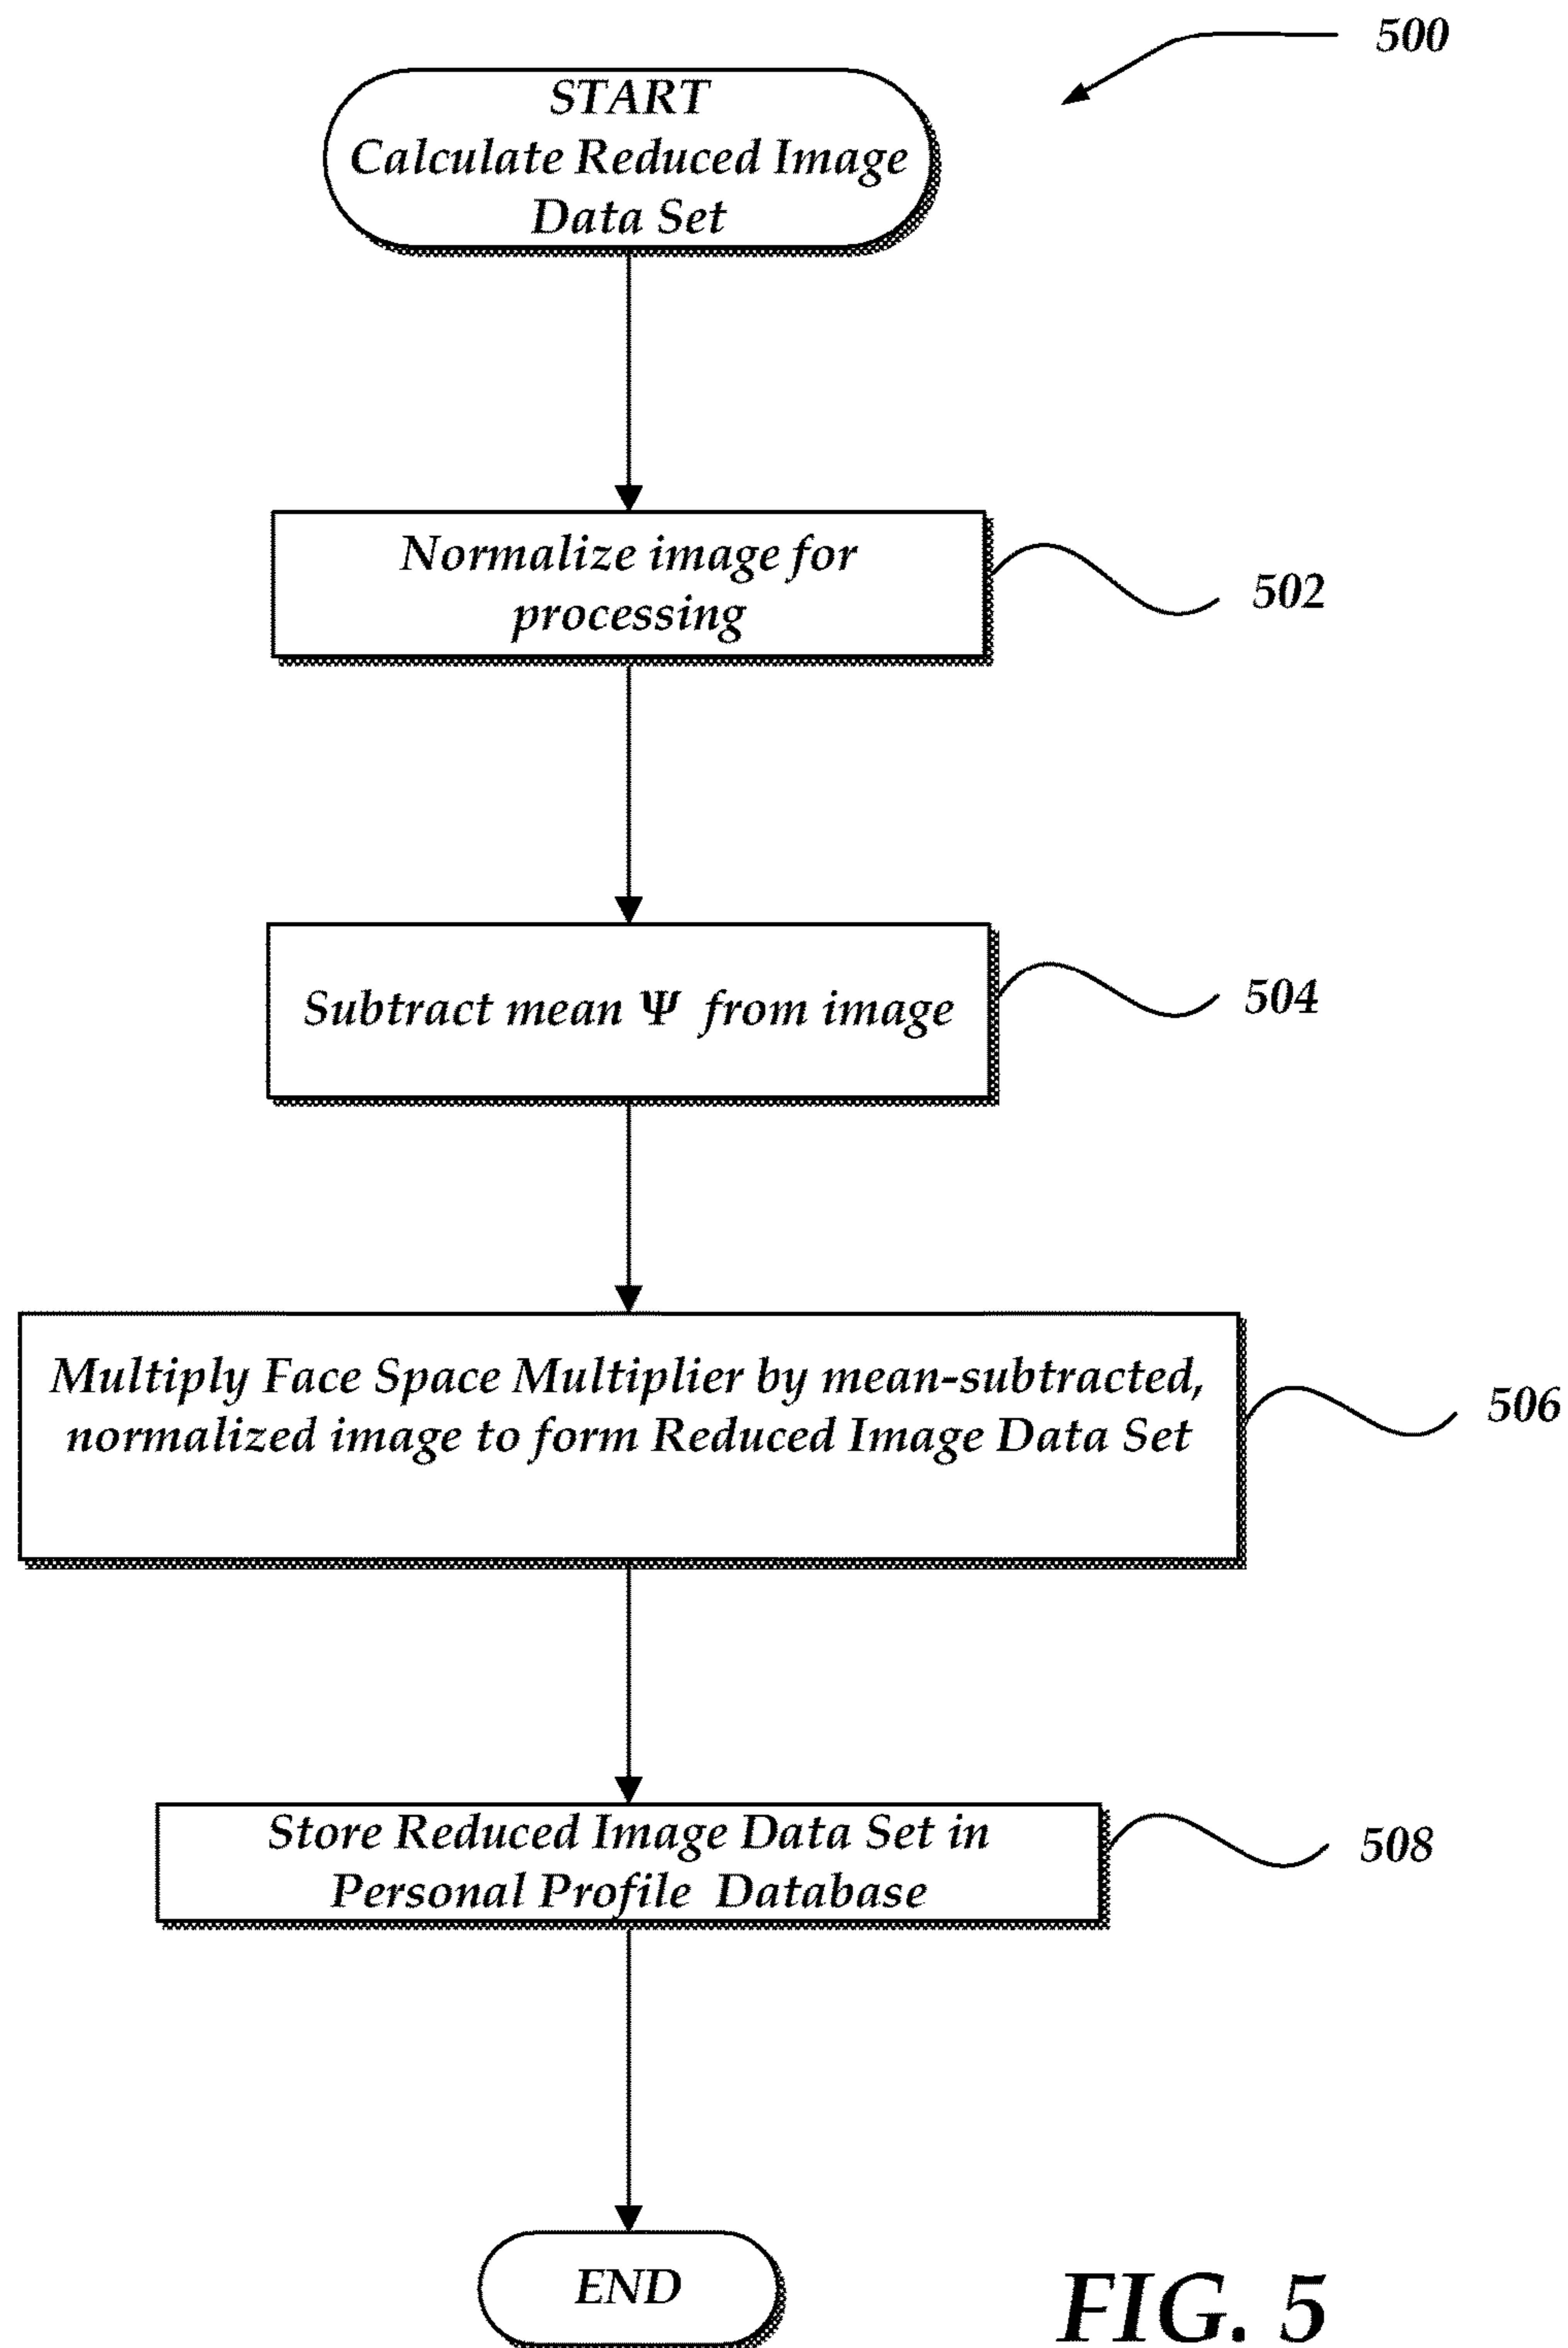 500
START
Calculate Reduced Image
Data Set
Normalize image for
processing
502
Subtract mean Ψ from image
504
Multiply Face Space Multiplier by mean-subtracted,
normalized image to form Reduced Image Data Set
506
Store Reduced Image Data Set in
Personal Profile Database
508
END
FIG. 5